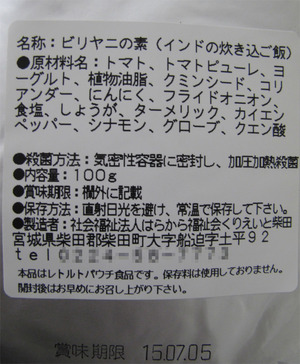 名称:ビリヤニの素(インドの炊き込ご飯)
●原材料名:トマト、トマトピューレ、ヨ
ーグルト、植物油脂、クミンシード、コリ
アンダー、にんにく、フライドオニオン、
食塩、しょうが、ターメリック、カイエン
ペッパー、シナモン、グローブ、クエン酸
●殺菌方法:気密性容器に密封し、加圧加熱殺菌
●内容量:100g
●賞味期限:欄外に記載
●保存方法:直射日光を避け、常温で保存して下さい。
●製造者:社会福祉法人はらから福祉会くりえいと柴田
宮城県柴田郡柴田町大字船迫字土平92
tel
本品はレトルトパウチ食品です。保存料は使用しておりません。
開封後はお早めにお召し上がり下さい。
賞味期限 15.07.05